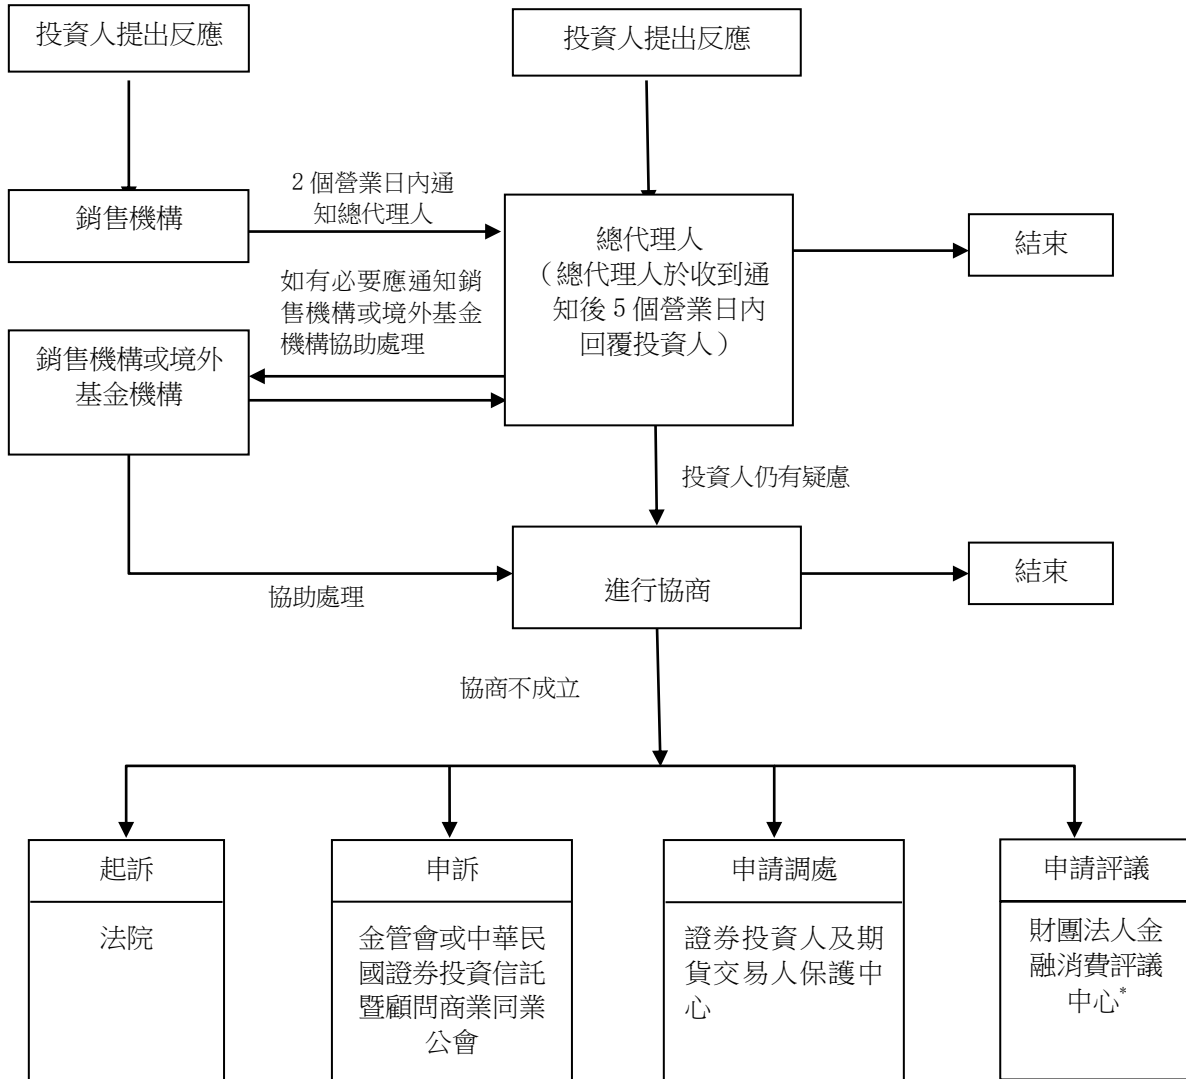 投資人提出反應
投資人提出反應
銷售機構
2 個營業日內通
知總代理人
總代理人
（總代理人於收到通
知後 5 個營業日內
回覆投資人）
結束
如有必要應通知銷
售機構或境外基金
機構協助處理
銷售機構或境外
基金機構
投資人仍有疑慮
進行協商
結束
協助處理
協商不成立
起訴
法院
申訴
金管會或中華民
國證券投資信託
暨顧問商業同業
公會
申請調處
證券投資人及期
貨交易人保護中
心
申請評議
財團法人金
融消費評議
中心*